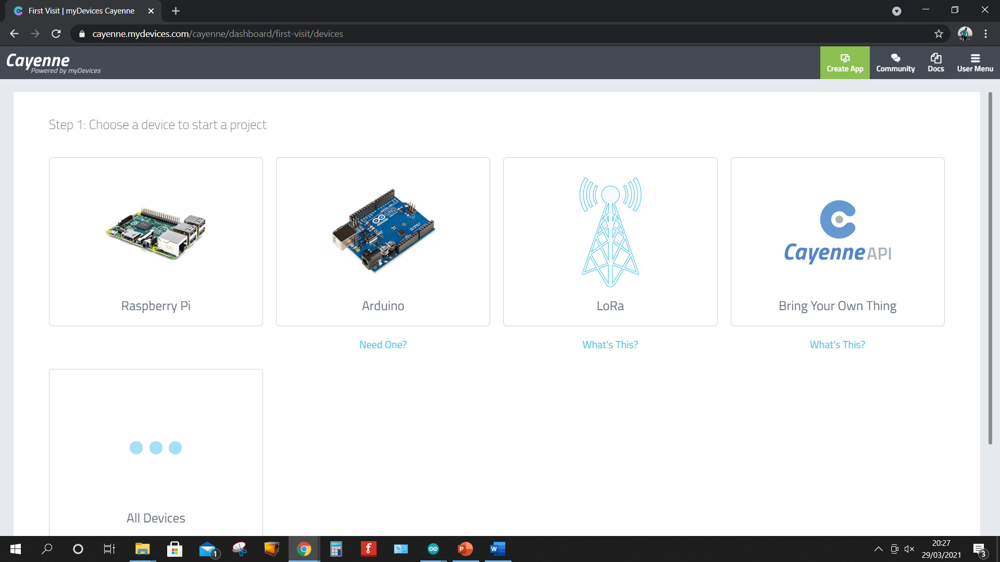 First Visit | myDevices Cayenne
cayenne.mydevices.com/cayenne/dashboard/first-visit/devices
Cayenne
Powered by myDevices
Create App
Community
Docs
User Menu
Step 1: Choose a device to start a project
Raspberry Pi
UNO
ARDUINO
Arduino
Need One?
LoRa
What's This?
Cayenne API
Bring Your Own Thing
What's This?
All Devices
1
20:27
29/03/2021
3